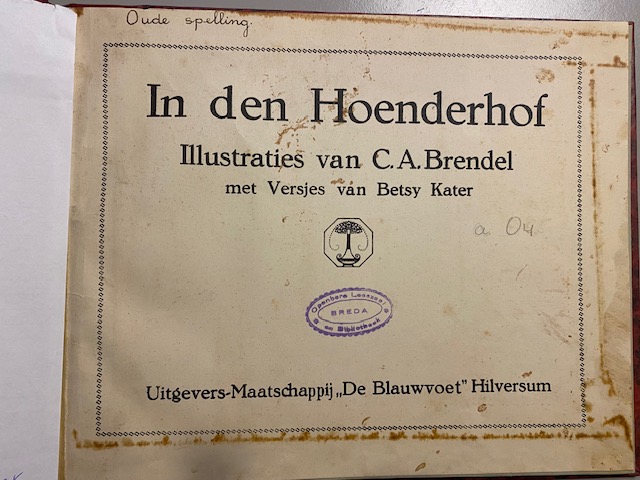 Oude spelling.
In den Hoenderhof
Illustraties van C.A. Brendel
met Versjes van Betsy Kater
a 04
Openbare Leeszaal
BREDA
en Bibliotheek
Uitgevers-Maatschappij „De Blauwvoet” Hilversum